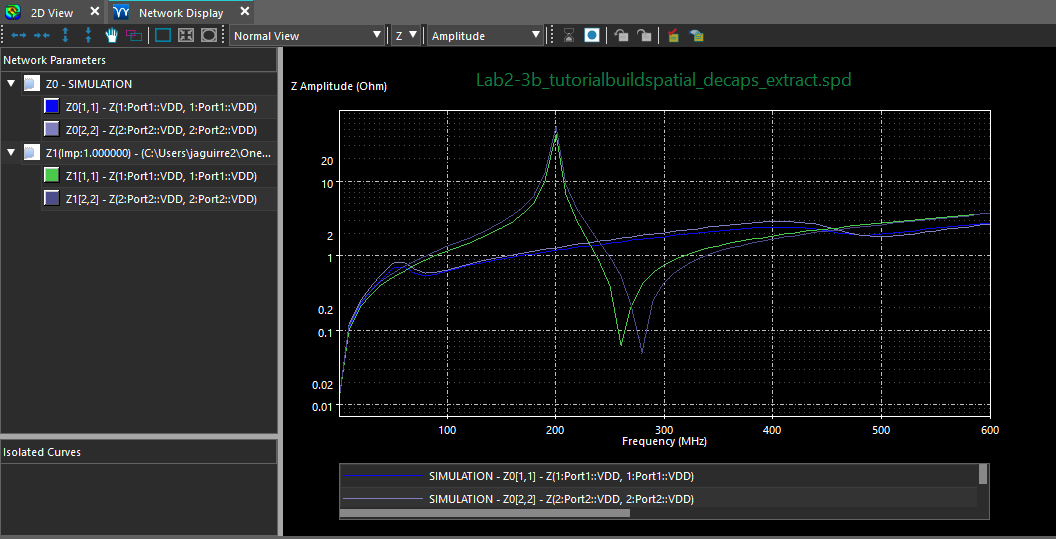 2D View
Network Display
Normal View
Z
Amplitude
Network Parameters
Z0 - SIMULATION
Z0[1,1] - Z(1:Port1::VDD, 1:Port1::VDD)
Z0[2,2] - Z(2:Port2::VDD, 2:Port2::VDD)
Z1(Imp:1.000000) - (C:\Users\jaguirre2\One...
Z1[1,1] - Z(1:Port1::VDD, 1:Port1::VDD)
Z1[2,2] - Z(2:Port2::VDD, 2:Port2::VDD)
Isolated Curves
Z Amplitude (Ohm)
Lab2-3b_tutorialbuildspatial_decaps_extract.spd
20
10
2
1
0.2
0.1
0.02
0.01
100 200 300 400 500 600
Frequency (MHz)
SIMULATION - Z0[1,1] - Z(1:Port1::VDD, 1:Port1::VDD)
SIMULATION - Z0[2,2] - Z(2:Port2::VDD, 2:Port2::VDD)